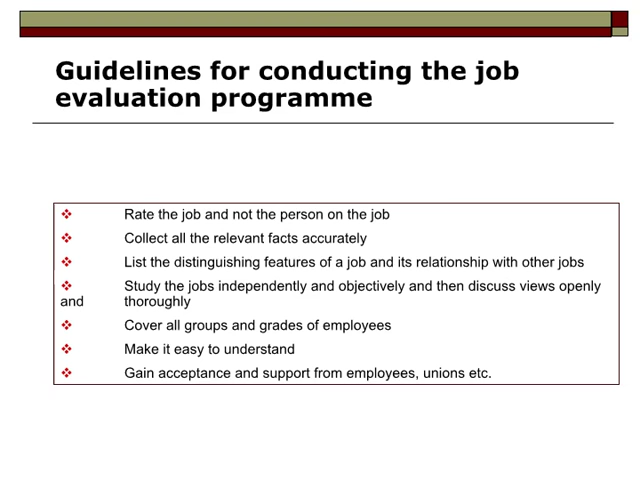 Guidelines for conducting the job
evaluation programme
❖ Rate the job and not the person on the job
❖ Collect all the relevant facts accurately
❖ List the distinguishing features of a job and its relationship with other jobs
❖ Study the jobs independently and objectively and then discuss views openly
and thoroughly
❖ Cover all groups and grades of employees
❖ Make it easy to understand
❖ Gain acceptance and support from employees, unions etc.